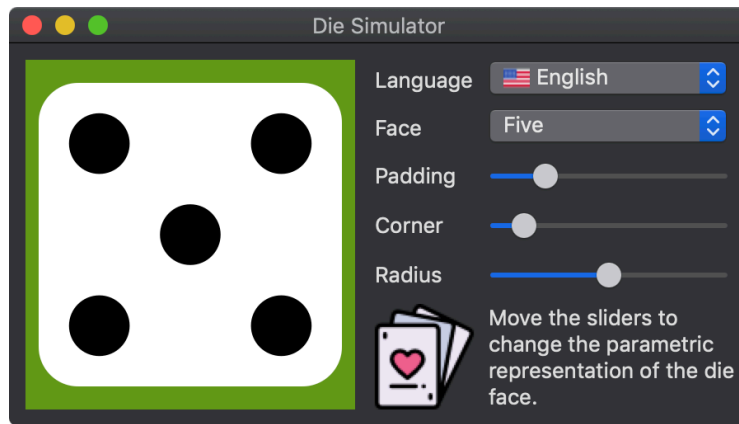 Die Simulator
Language
🇺🇸 English
Face
Five
Padding
Corner
Radius
Move the sliders to
change the parametric
representation of the die
face.